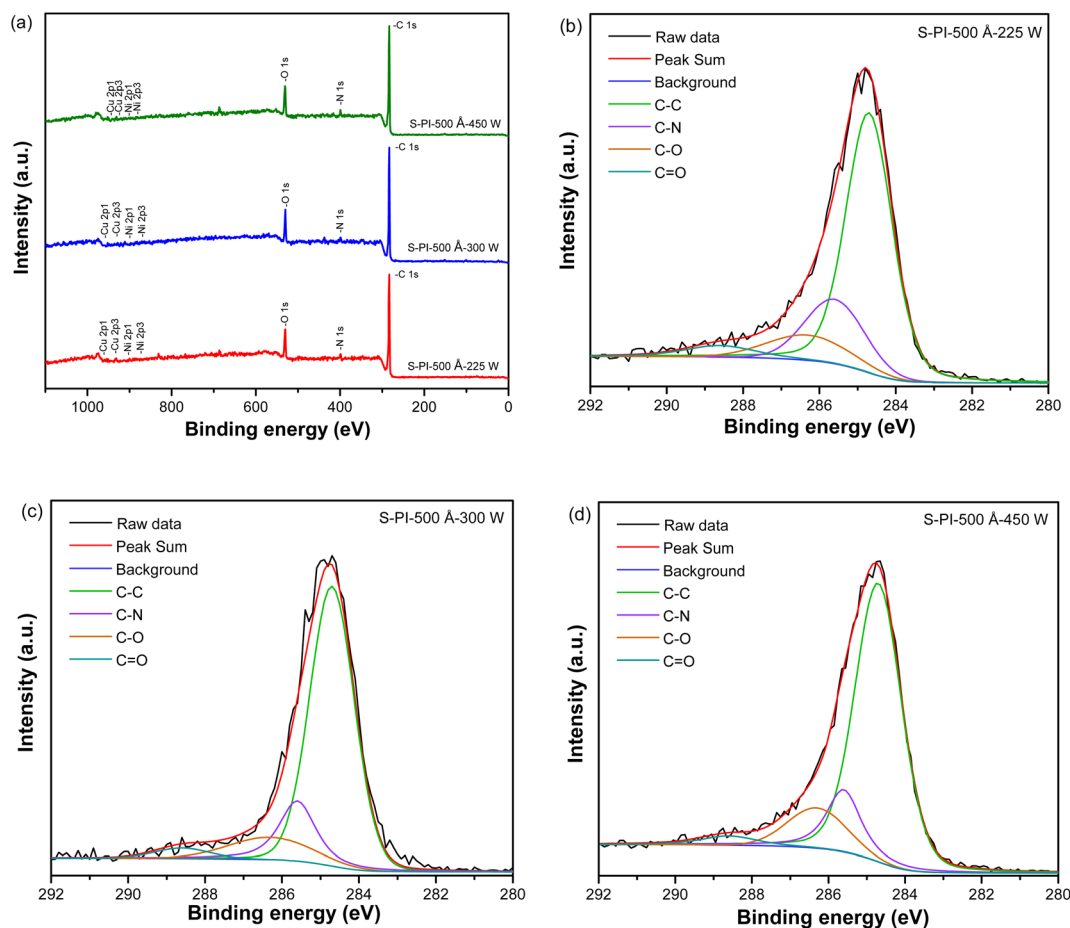 (a)
-C 1s
-O 1s
-N 1s
-Cu 2p1
-Cu 2p3
-Ni 2p1
-Ni 2p3
S-PI-500 Å-450 W
-C 1s
-O 1s
-N 1s
-Cu 2p1
-Cu 2p3
-Ni 2p1
-Ni 2p3
S-PI-500 Å-300 W
-C 1s
-O 1s
-N 1s
-Cu 2p1
-Cu 2p3
-Ni 2p1
-Ni 2p3
S-PI-500 Å-225 W
1000 800 600 400 200 0
Binding energy (eV)
Intensity (a.u.)
(b)
S-PI-500 Å-225 W
Raw data
Peak Sum
Background
C-C
C-N
C-O
C=O
292 290 288 286 284 282 280
Binding energy (eV)
Intensity (a.u.)
(c)
S-PI-500 Å-300 W
Raw data
Peak Sum
Background
C-C
C-N
C-O
C=O
292 290 288 286 284 282 280
Binding energy (eV)
Intensity (a.u.)
(d)
S-PI-500 Å-450 W
Raw data
Peak Sum
Background
C-C
C-N
C-O
C=O
292 290 288 286 284 282 280
Binding energy (eV)
Intensity (a.u.)